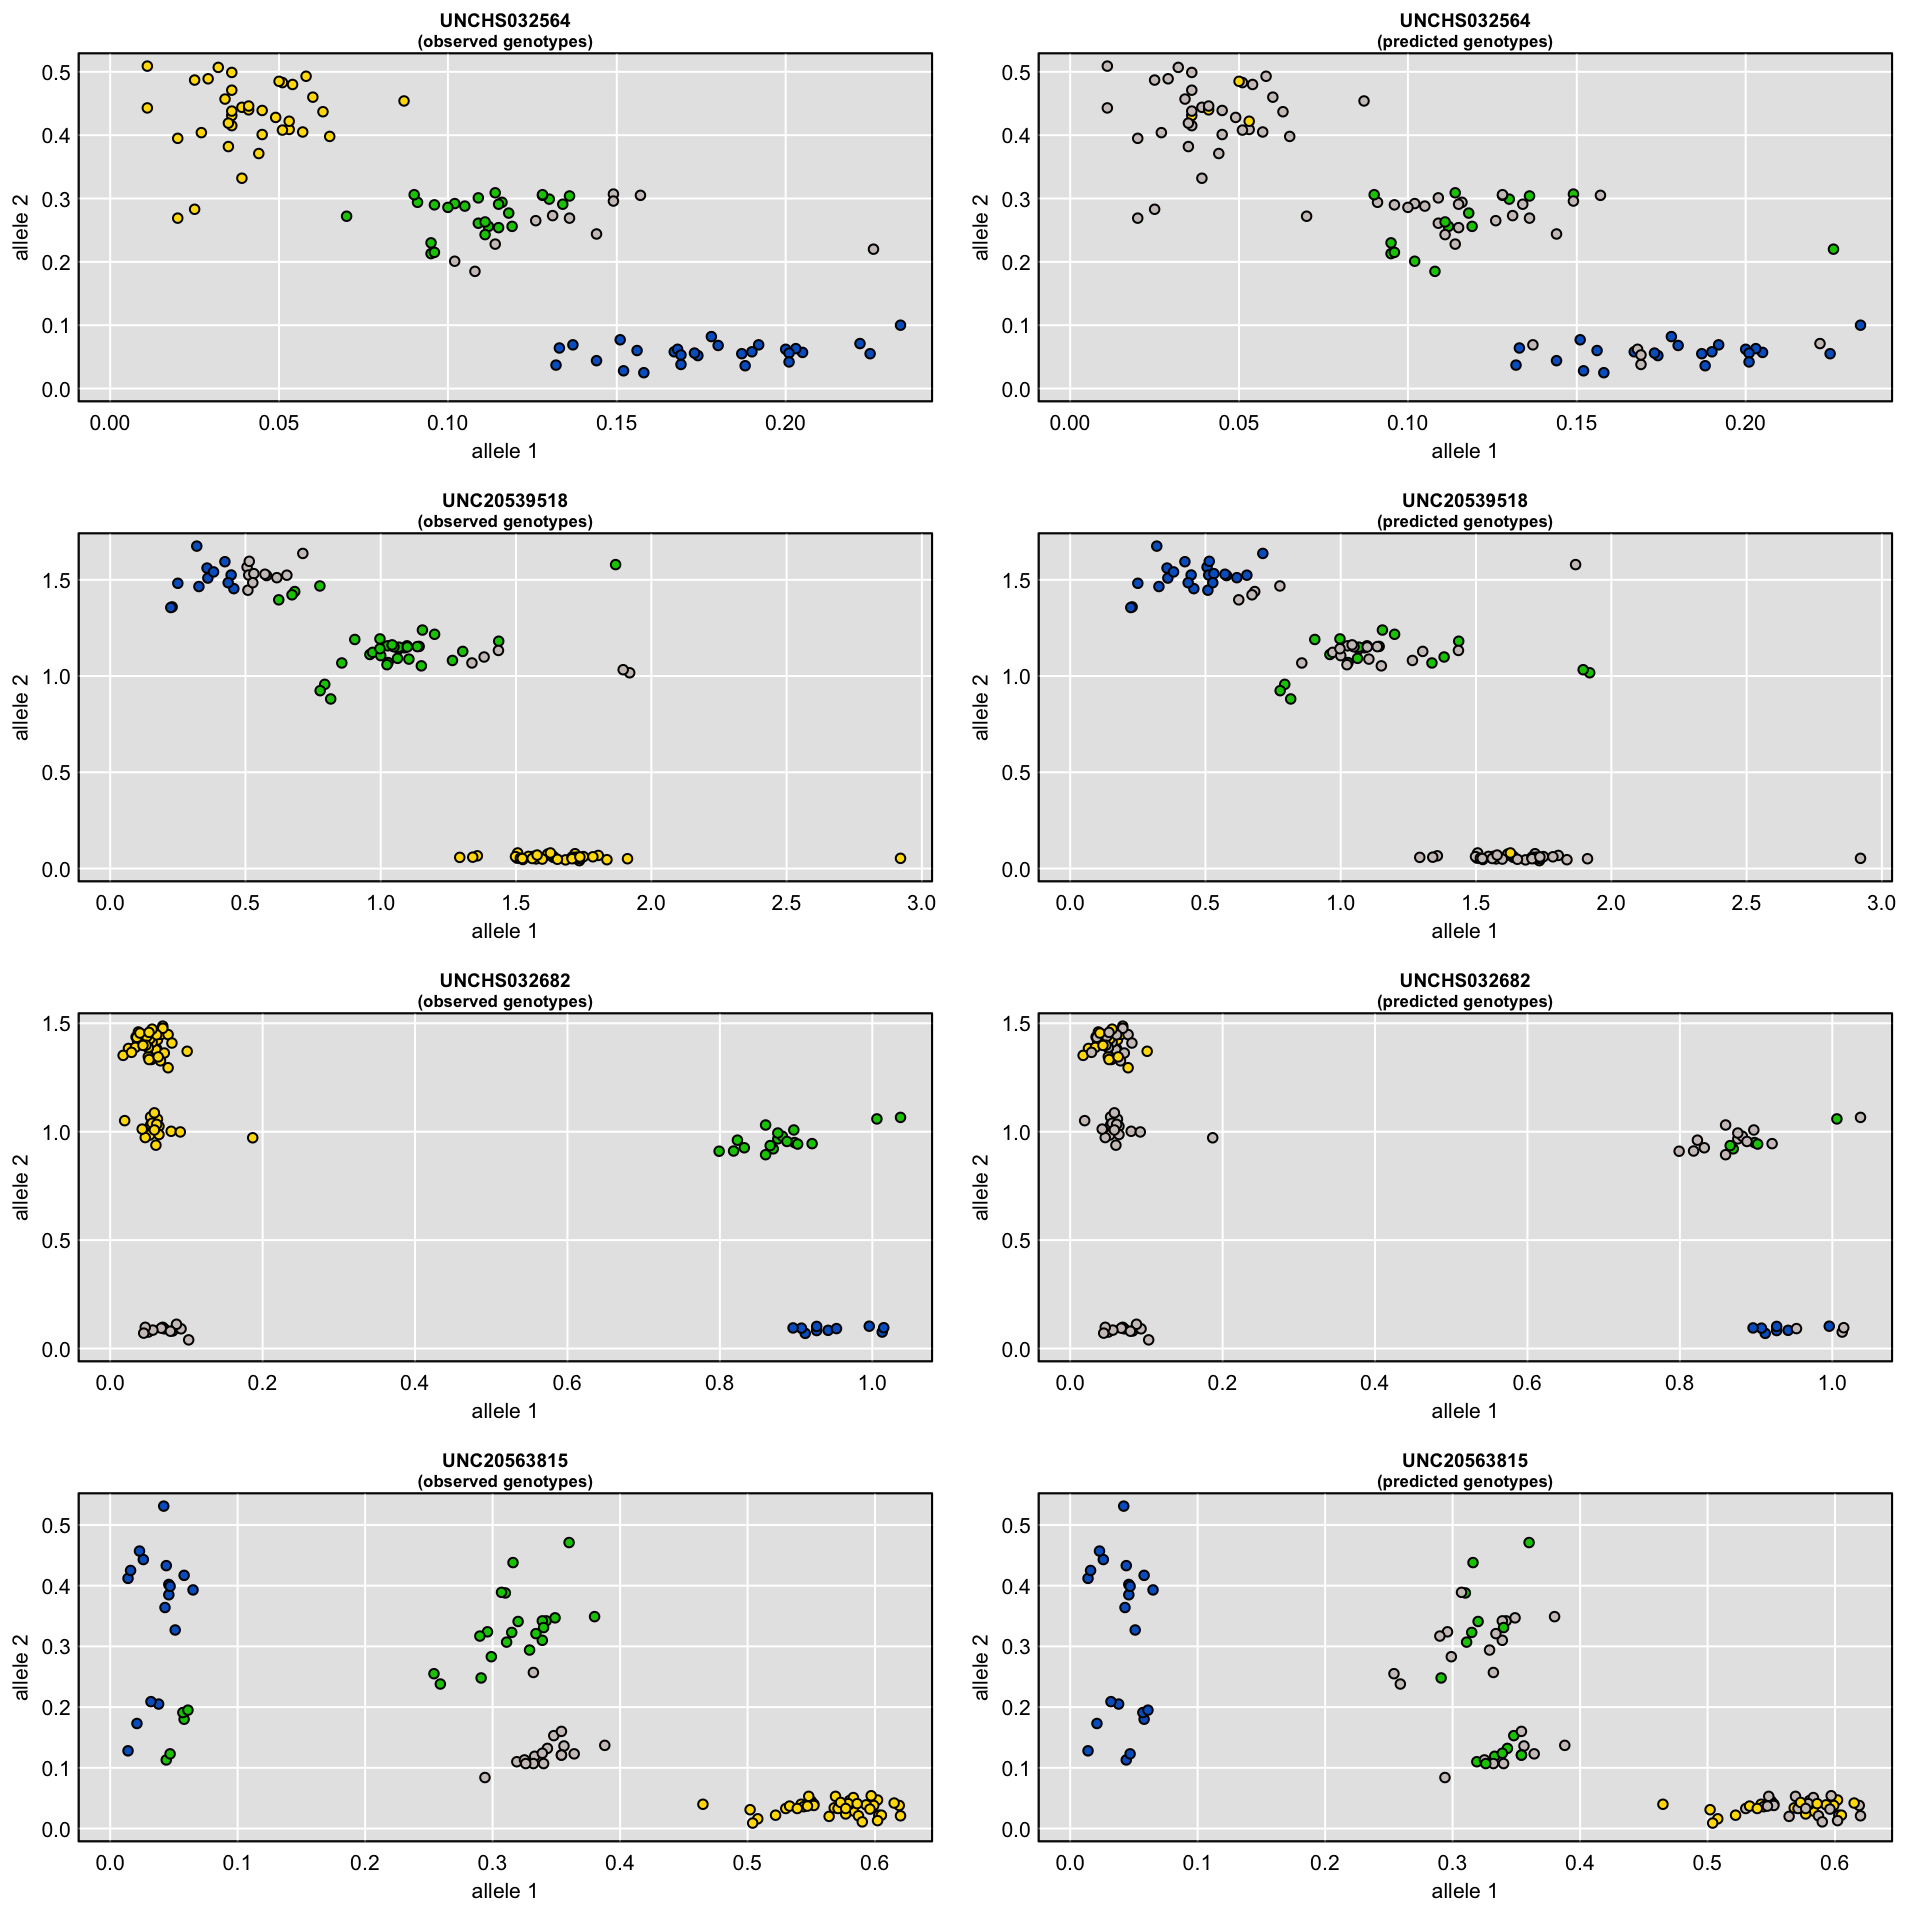 UNCHS032564
(observed genotypes)
allele 2
0.5
0.4
0.3
0.2
0.1
0.0
0.00 0.05 0.10 0.15 0.20
allele 1
UNCHS032564
(predicted genotypes)
allele 2
0.5
0.4
0.3
0.2
0.1
0.0
0.00 0.05 0.10 0.15 0.20
allele 1
UNC20539518
(observed genotypes)
allele 2
1.5
1.0
0.5
0.0
0.0 0.5 1.0 1.5 2.0 2.5 3.0
allele 1
UNC20539518
(predicted genotypes)
allele 2
1.5
1.0
0.5
0.0
0.0 0.5 1.0 1.5 2.0 2.5 3.0
allele 1
UNCHS032682
(observed genotypes)
allele 2
1.5
1.0
0.5
0.0
0.0 0.2 0.4 0.6 0.8 1.0
allele 1
UNCHS032682
(predicted genotypes)
allele 2
1.5
1.0
0.5
0.0
0.0 0.2 0.4 0.6 0.8 1.0
allele 1
UNC20563815
(observed genotypes)
allele 2
0.5
0.4
0.3
0.2
0.1
0.0
0.0 0.1 0.2 0.3 0.4 0.5 0.6
allele 1
UNC20563815
(predicted genotypes)
allele 2
0.5
0.4
0.3
0.2
0.1
0.0
0.0 0.1 0.2 0.3 0.4 0.5 0.6
allele 1